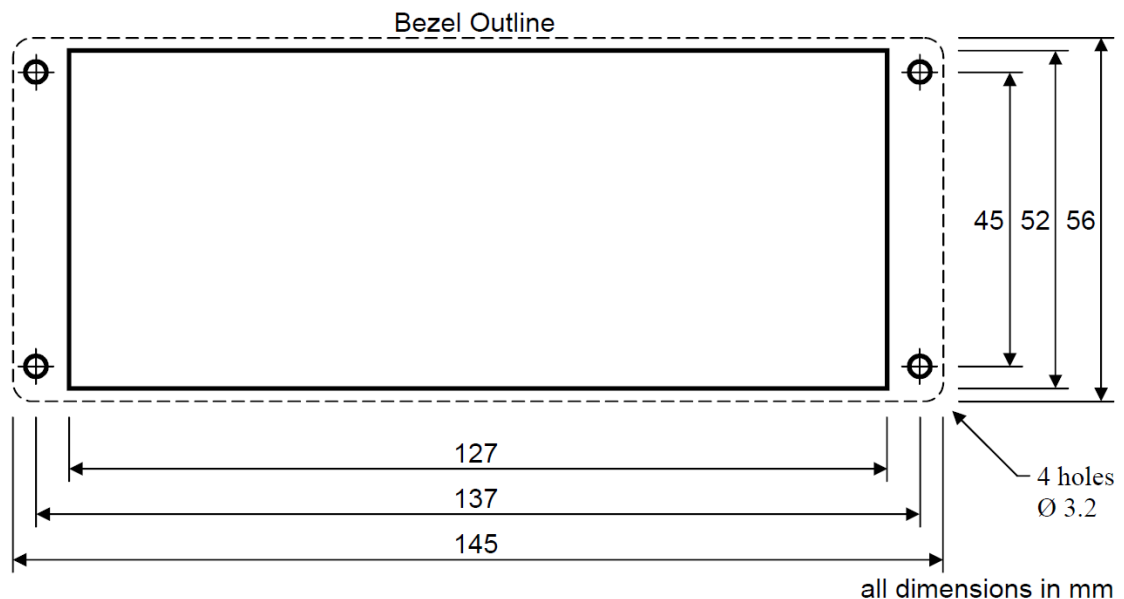 Bezel Outline
45 52 56
127
137
145
4 holes
Ø 3.2
all dimensions in mm